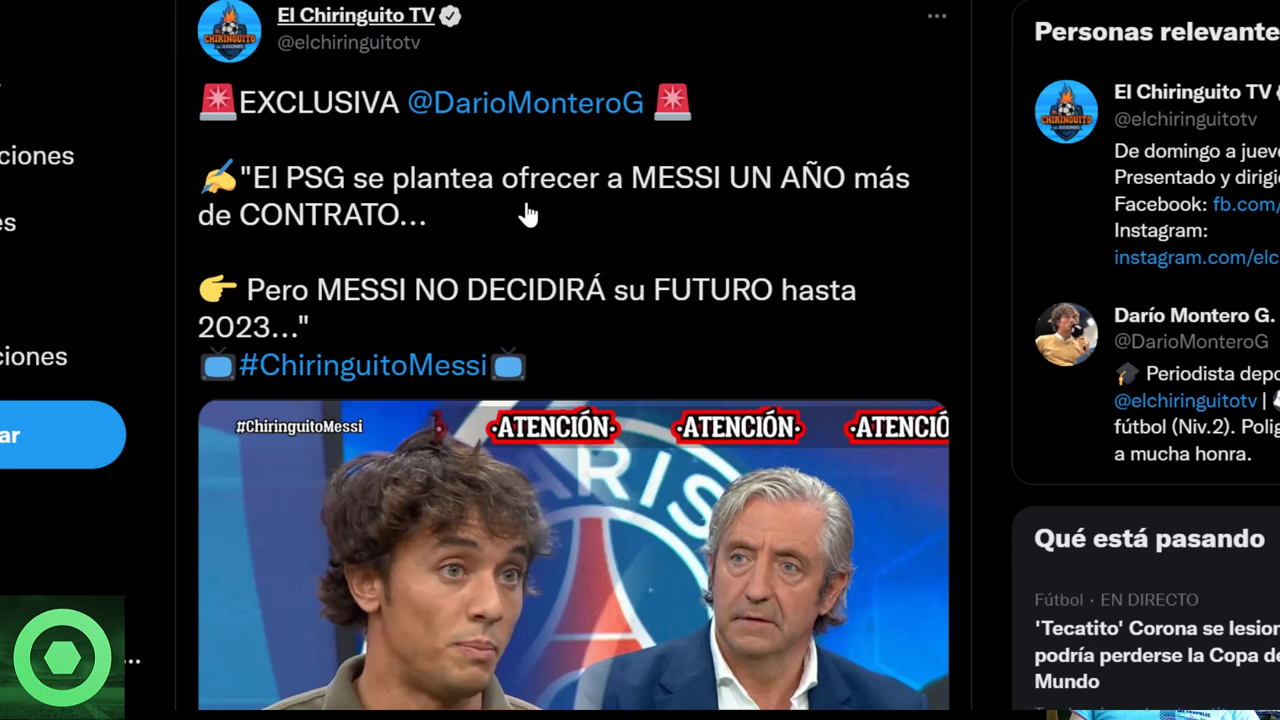 El Chiringuito TV
@elchiringuitotv
🚨EXCLUSIVA @DarioMonteroG 🚨
✍"El PSG se plantea ofrecer a MESSI UN AÑO más
de CONTRATO...
👉 Pero MESSI NO DECIDIRÁ su FUTURO hasta
2023..."
📺#ChiringuitoMessi📺
#ChiringuitoMessi
·ATENCIÓN·
·ATENCIÓN·
·ATENCIÓ
ARIS
CHIRINGUITO
ciones
es
ciones
ar
...
Personas relevante
El Chiringuito TV
@elchiringuitotv
De domingo a jueve
Presentado y dirigi
Facebook: fb.com/
Instagram:
instagram.com/elc
Darío Montero G.
@DarioMonteroG
🎓 Periodista depo
@elchiringuitotv |
fútbol (Niv.2). Polig
a mucha honra.
Qué está pasando
Fútbol · EN DIRECTO
'Tecatito' Corona se lesion
podría perderse la Copa de
Mundo